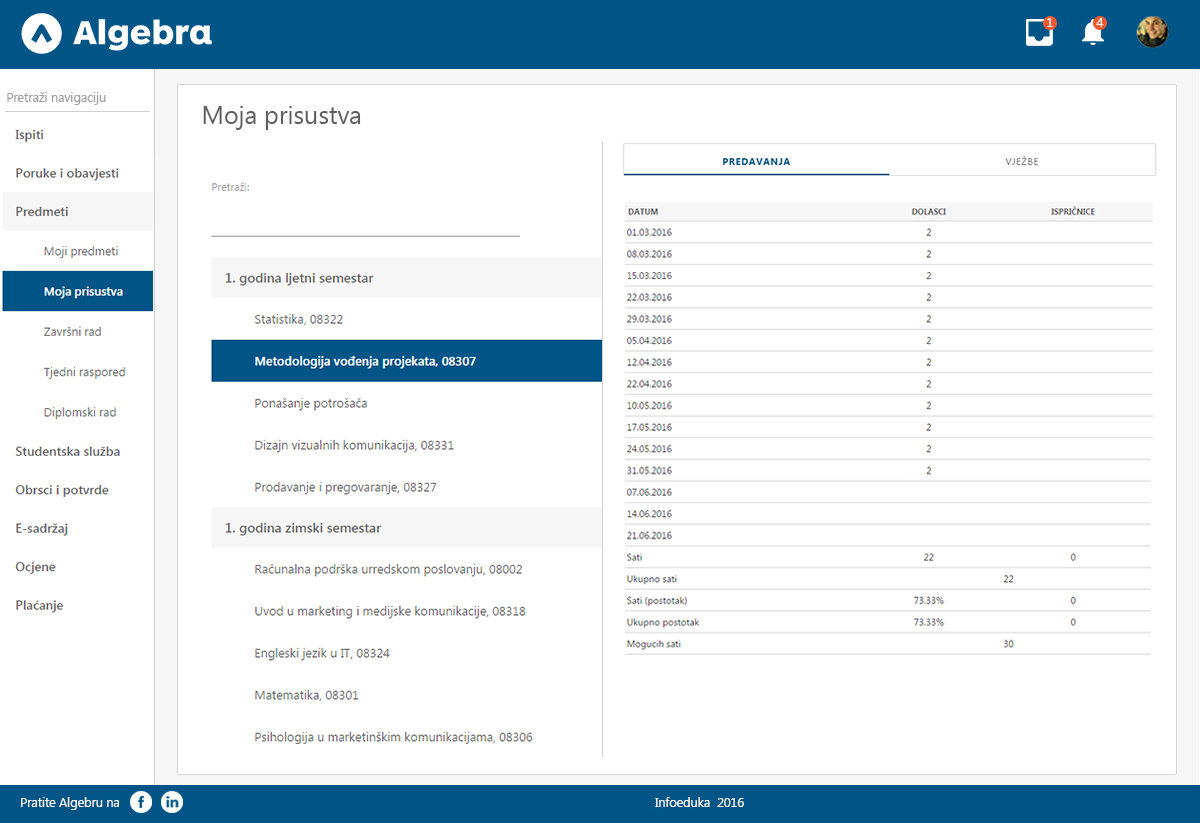 Algebra
1
4
Pretraži navigaciju
Ispiti
Poruke i obavjesti
Predmeti
Moji predmeti
Moja prisustva
Završni rad
Tjedni raspored
Diplomski rad
Studentska služba
Obrsci i potvrde
E-sadržaj
Ocjene
Plaćanje
Moja prisustva
Pretraži:
1. godina ljetni semestar
Statistika, 08322
Metodologija vođenja projekata, 08307
Ponašanje potrošača
Dizajn vizualnih komunikacija, 08331
Prodavanje i pregovaranje, 08327
1. godina zimski semestar
Računalna podrška urredskom poslovanju, 08002
Uvod u marketing i medijske komunikacije, 08318
Engleski jezik u IT, 08324
Matematika, 08301
Psihologija u marketinškim komunikacijama, 08306
PREDAVANJA VJEŽBE
DATUM DOLASCI ISPRIČNICE
01.03.2016 2
08.03.2016 2
15.03.2016 2
22.03.2016 2
29.03.2016 2
05.04.2016 2
12.04.2016 2
22.04.2016 2
10.05.2016 2
17.05.2016 2
24.05.2016 2
31.05.2016 2
07.06.2016
14.06.2016
21.06.2016
Sati 22 0
Ukupno sati 22
Sati (postotak) 73.33% 0
Ukupno postotak 73.33% 0
Mogucih sati 30
Pratite Algebru na f in
Infoeduka 2016